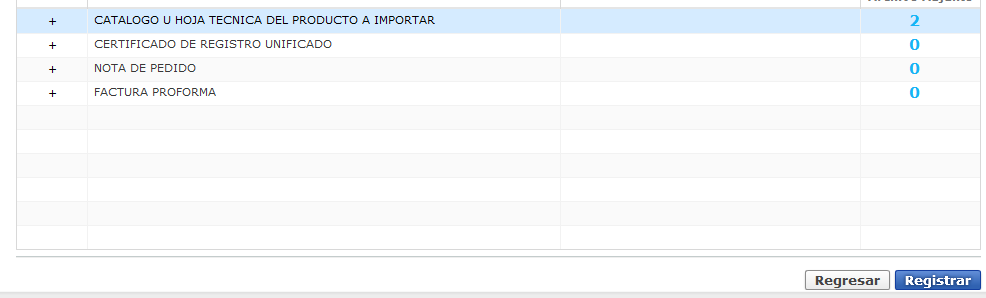 + CATALOGO U HOJA TECNICA DEL PRODUCTO A IMPORTAR 2
+ CERTIFICADO DE REGISTRO UNIFICADO 0
+ NOTA DE PEDIDO 0
+ FACTURA PROFORMA 0
Regresar Registrar